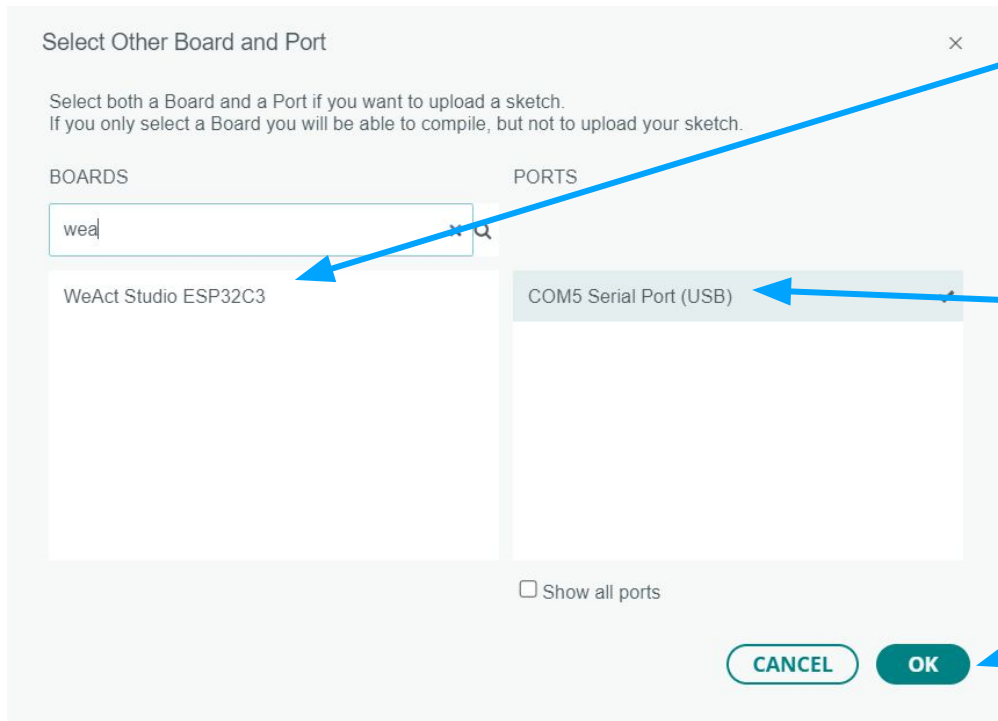 Select Other Board and Port
Select both a Board and a Port if you want to upload a sketch.
If you only select a Board you will be able to compile, but not to upload your sketch.
BOARDS
PORTS
wea
WeAct Studio ESP32C3
COM5 Serial Port (USB)
Show all ports
CANCEL
OK